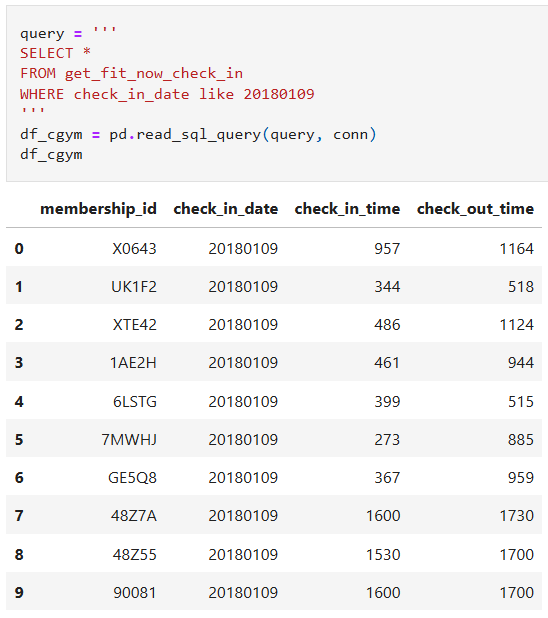 query = '''
SELECT *
FROM get_fit_now_check_in
WHERE check_in_date like 20180109
'''
df_cgym = pd.read_sql_query(query, conn)
df_cgym
membership_id check_in_date check_in_time check_out_time
0 X0643 20180109 957 1164
1 UK1F2 20180109 344 518
2 XTE42 20180109 486 1124
3 1AE2H 20180109 461 944
4 6LSTG 20180109 399 515
5 7MWHJ 20180109 273 885
6 GE5Q8 20180109 367 959
7 48Z7A 20180109 1600 1730
8 48Z55 20180109 1530 1700
9 90081 20180109 1600 1700